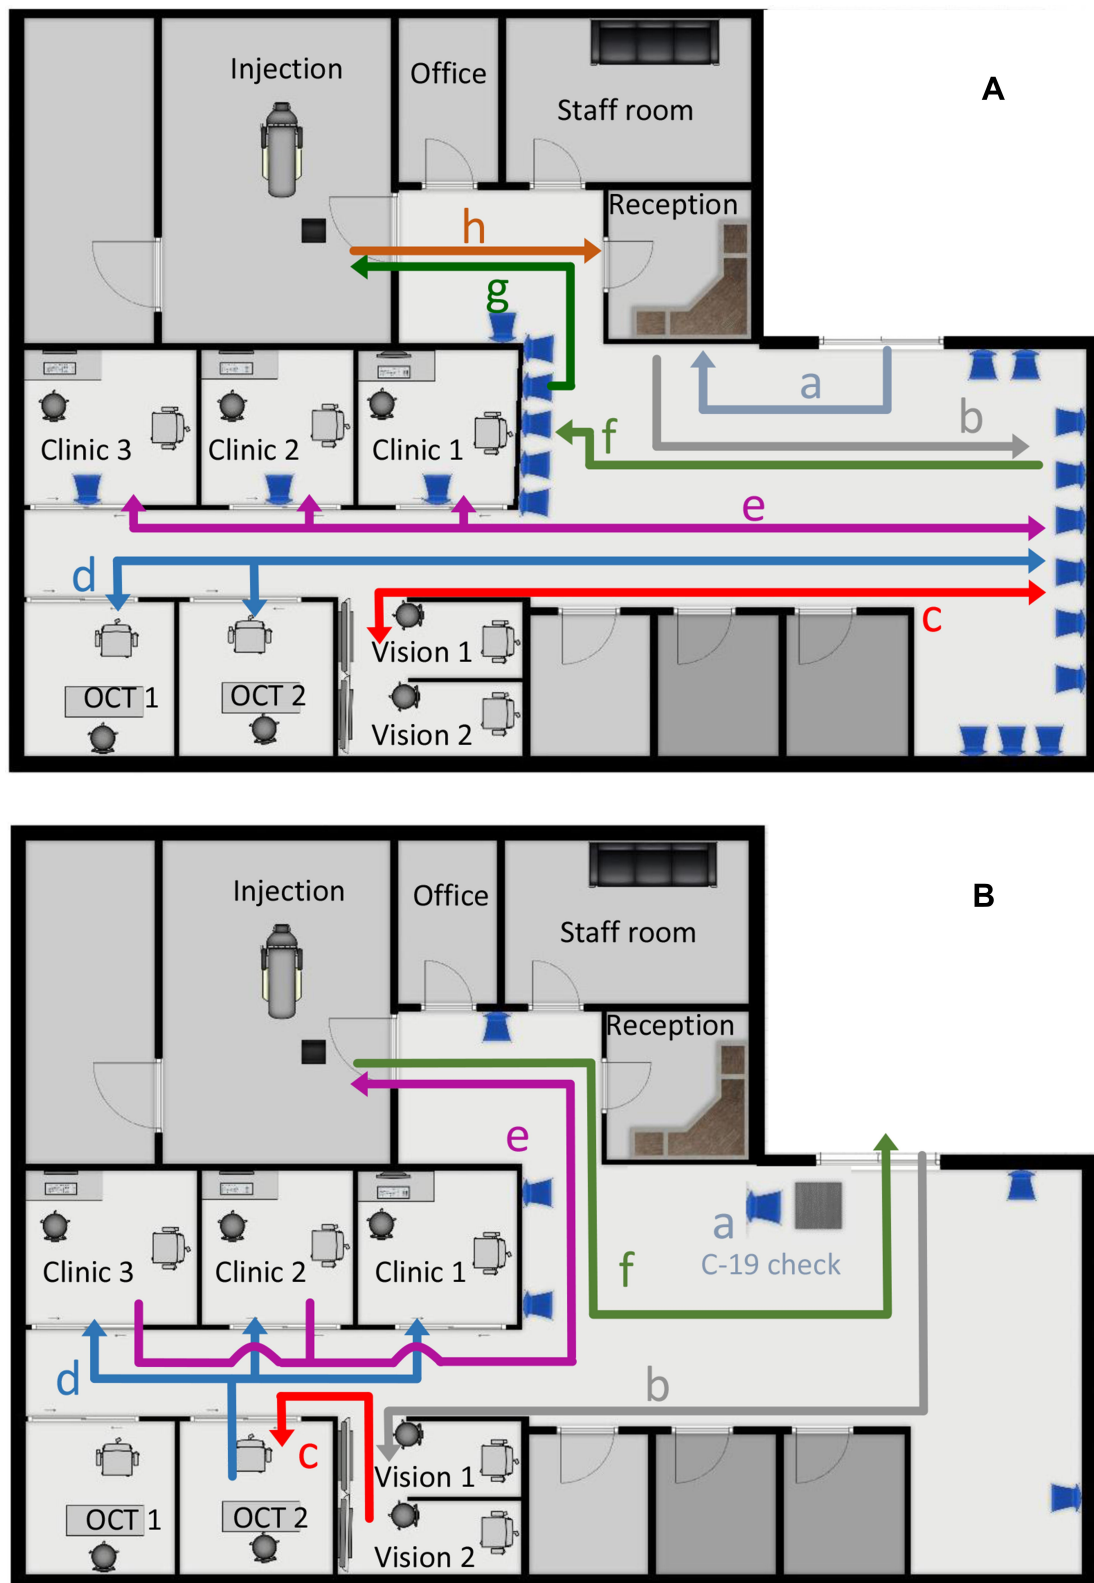 A
Injection
Office
Staff room
Reception
h
g
a
b
f
Clinic 3
Clinic 2
Clinic 1
e
d
c
Vision 1
OCT 1
OCT 2
Vision 2
B
Injection
Office
Staff room
Reception
e
a
C-19 check
f
Clinic 3
Clinic 2
Clinic 1
d
b
c
Vision 1
OCT 1
OCT 2
Vision 2